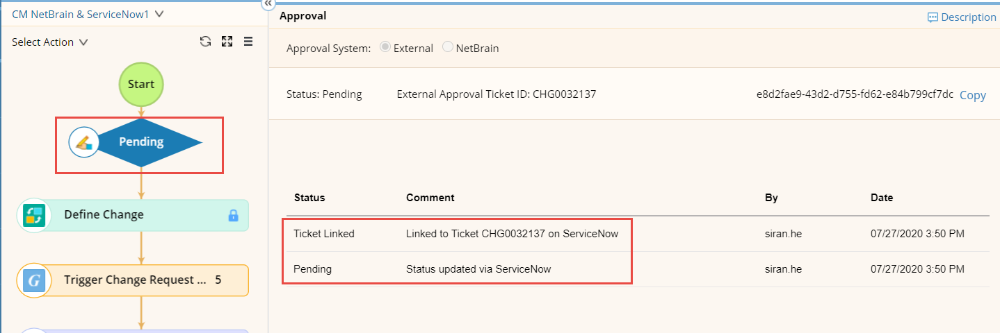 CM NetBrain & ServiceNow1
Select Action
Start
Pending
Define Change
G Trigger Change Request ... 5
Approval Description
Approval System: External NetBrain
Status: Pending External Approval Ticket ID: CHG0032137 e8d2fae9-43d2-d755-fd62-e84b799cf7dc Copy
Status Comment By Date
Ticket Linked Linked to Ticket CHG0032137 on ServiceNow siran.he 07/27/2020 3:50 PM
Pending Status updated via ServiceNow siran.he 07/27/2020 3:50 PM